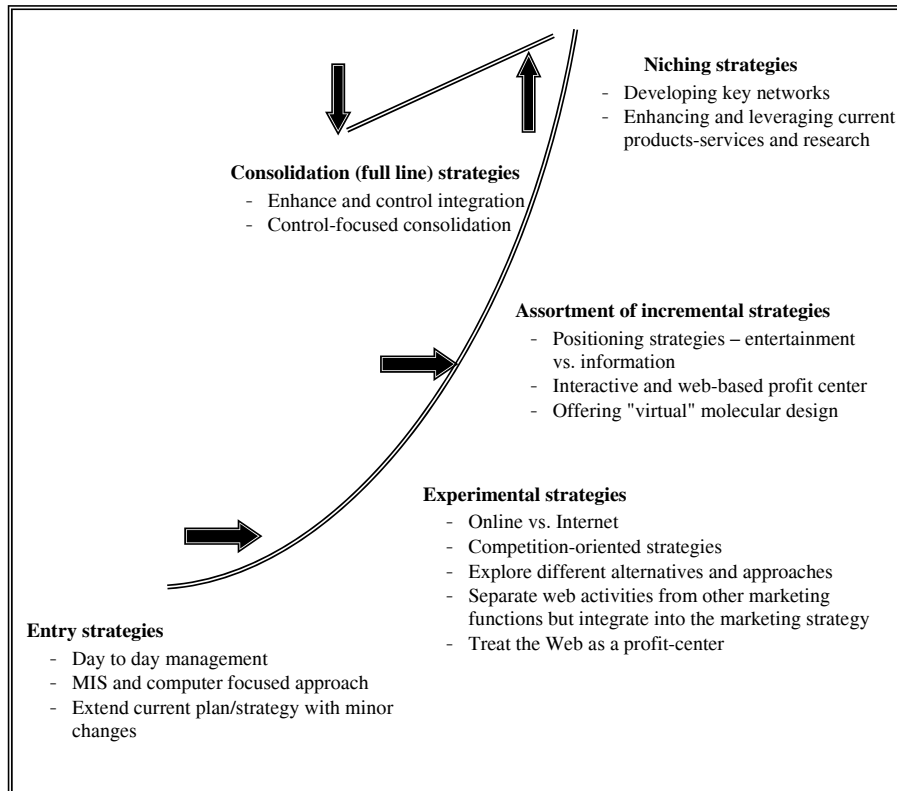 Niching strategies
- Developing key networks
- Enhancing and leveraging current
products-services and research
Consolidation (full line) strategies
- Enhance and control integration
- Control-focused consolidation
Assortment of incremental strategies
- Positioning strategies – entertainment
vs. information
- Interactive and web-based profit center
- Offering "virtual" molecular design
Experimental strategies
- Online vs. Internet
- Competition-oriented strategies
- Explore different alternatives and approaches
- Separate web activities from other marketing
functions but integrate into the marketing strategy
- Treat the Web as a profit-center
Entry strategies
- Day to day management
- MIS and computer focused approach
- Extend current plan/strategy with minor
changes